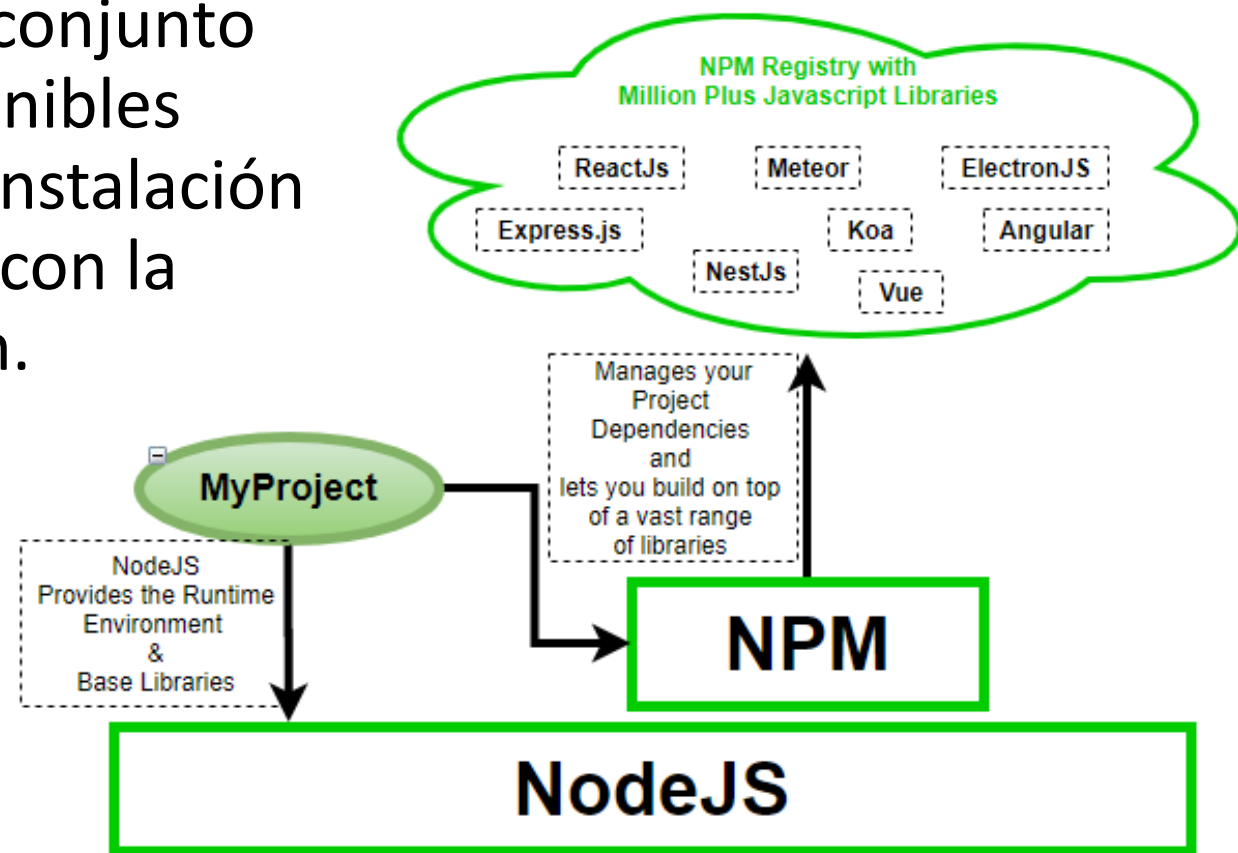 conjunto
nibles
nstalación
con la
.
NPM Registry with
Million Plus Javascript Libraries
ReactJs
Meteor
ElectronJS
Express.js
Koa
Angular
NestJs
Vue
Manages your
Project
Dependencies
and
lets you build on top
of a vast range
of libraries
MyProject
NodeJS
Provides the Runtime
Environment
&
Base Libraries
NPM
NodeJS